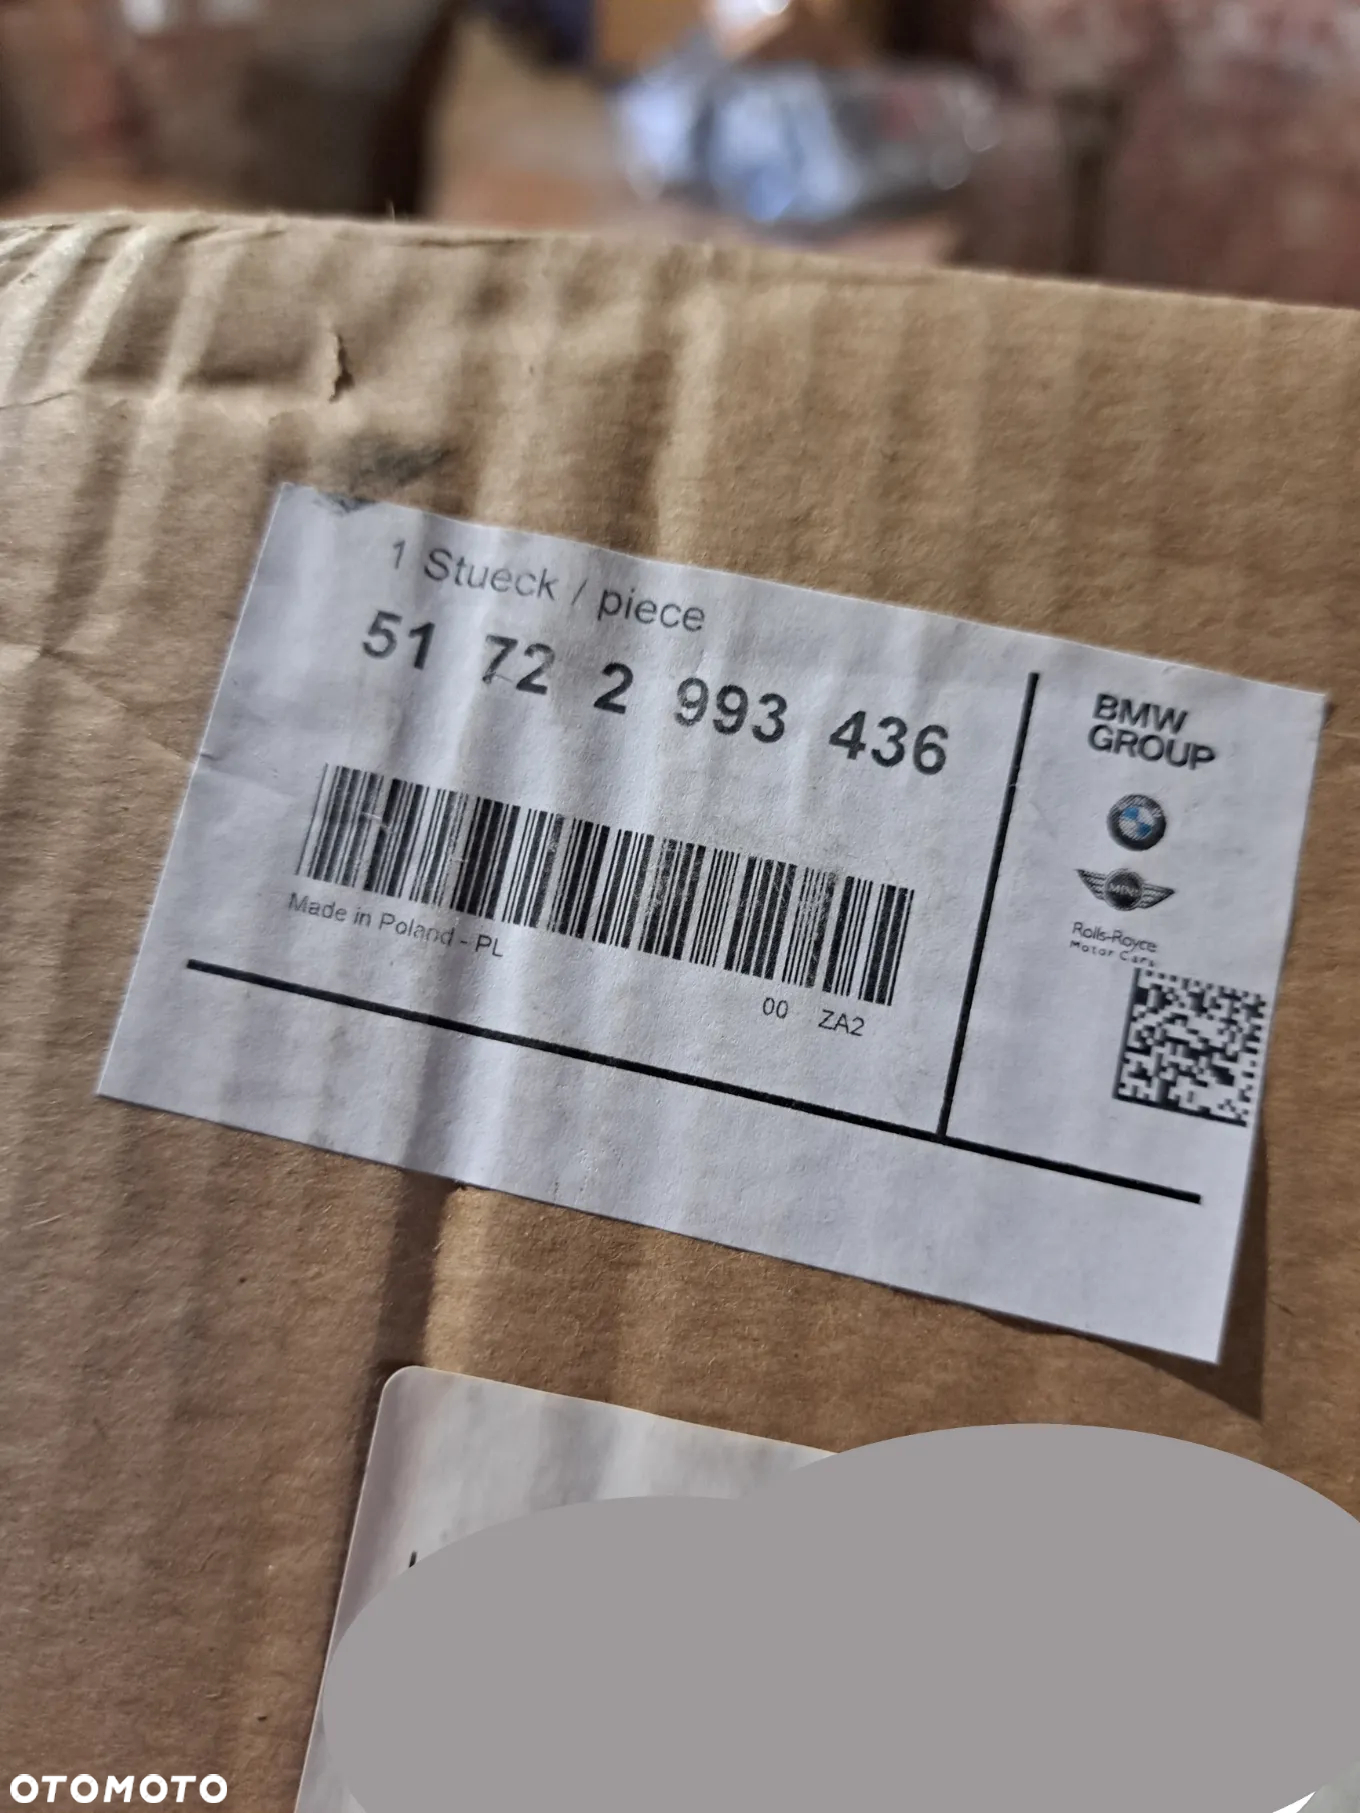 1 Stueck / piece
51 72 2 993 436
Made in Poland - PL
00 ZA2
BMW
GROUP
MINI
Rolls-Royce
Motor Cars
OTOMOTO